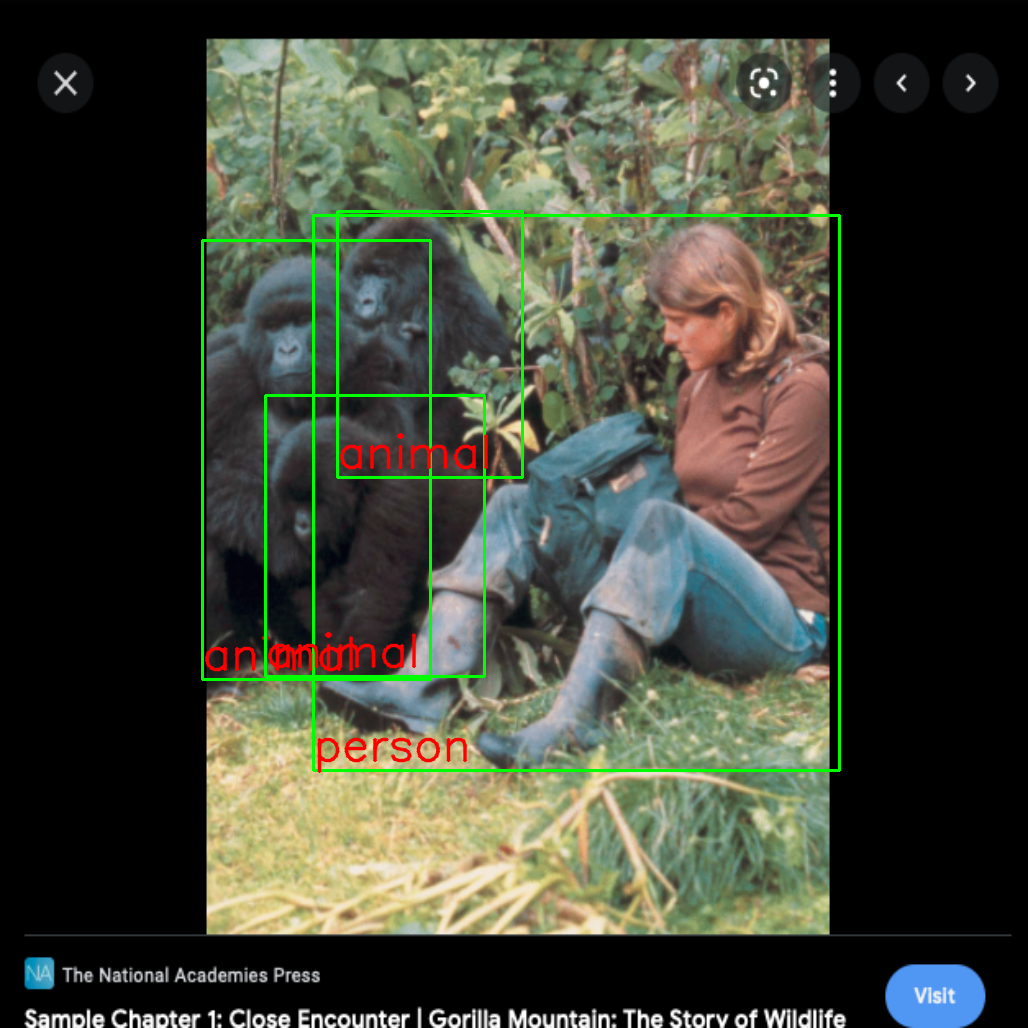 animal
animal
animal
person
NA The National Academies Press
Visit
Sample Chapter 1: Close Encounter | Gorilla Mountain: The Story of Wildlife